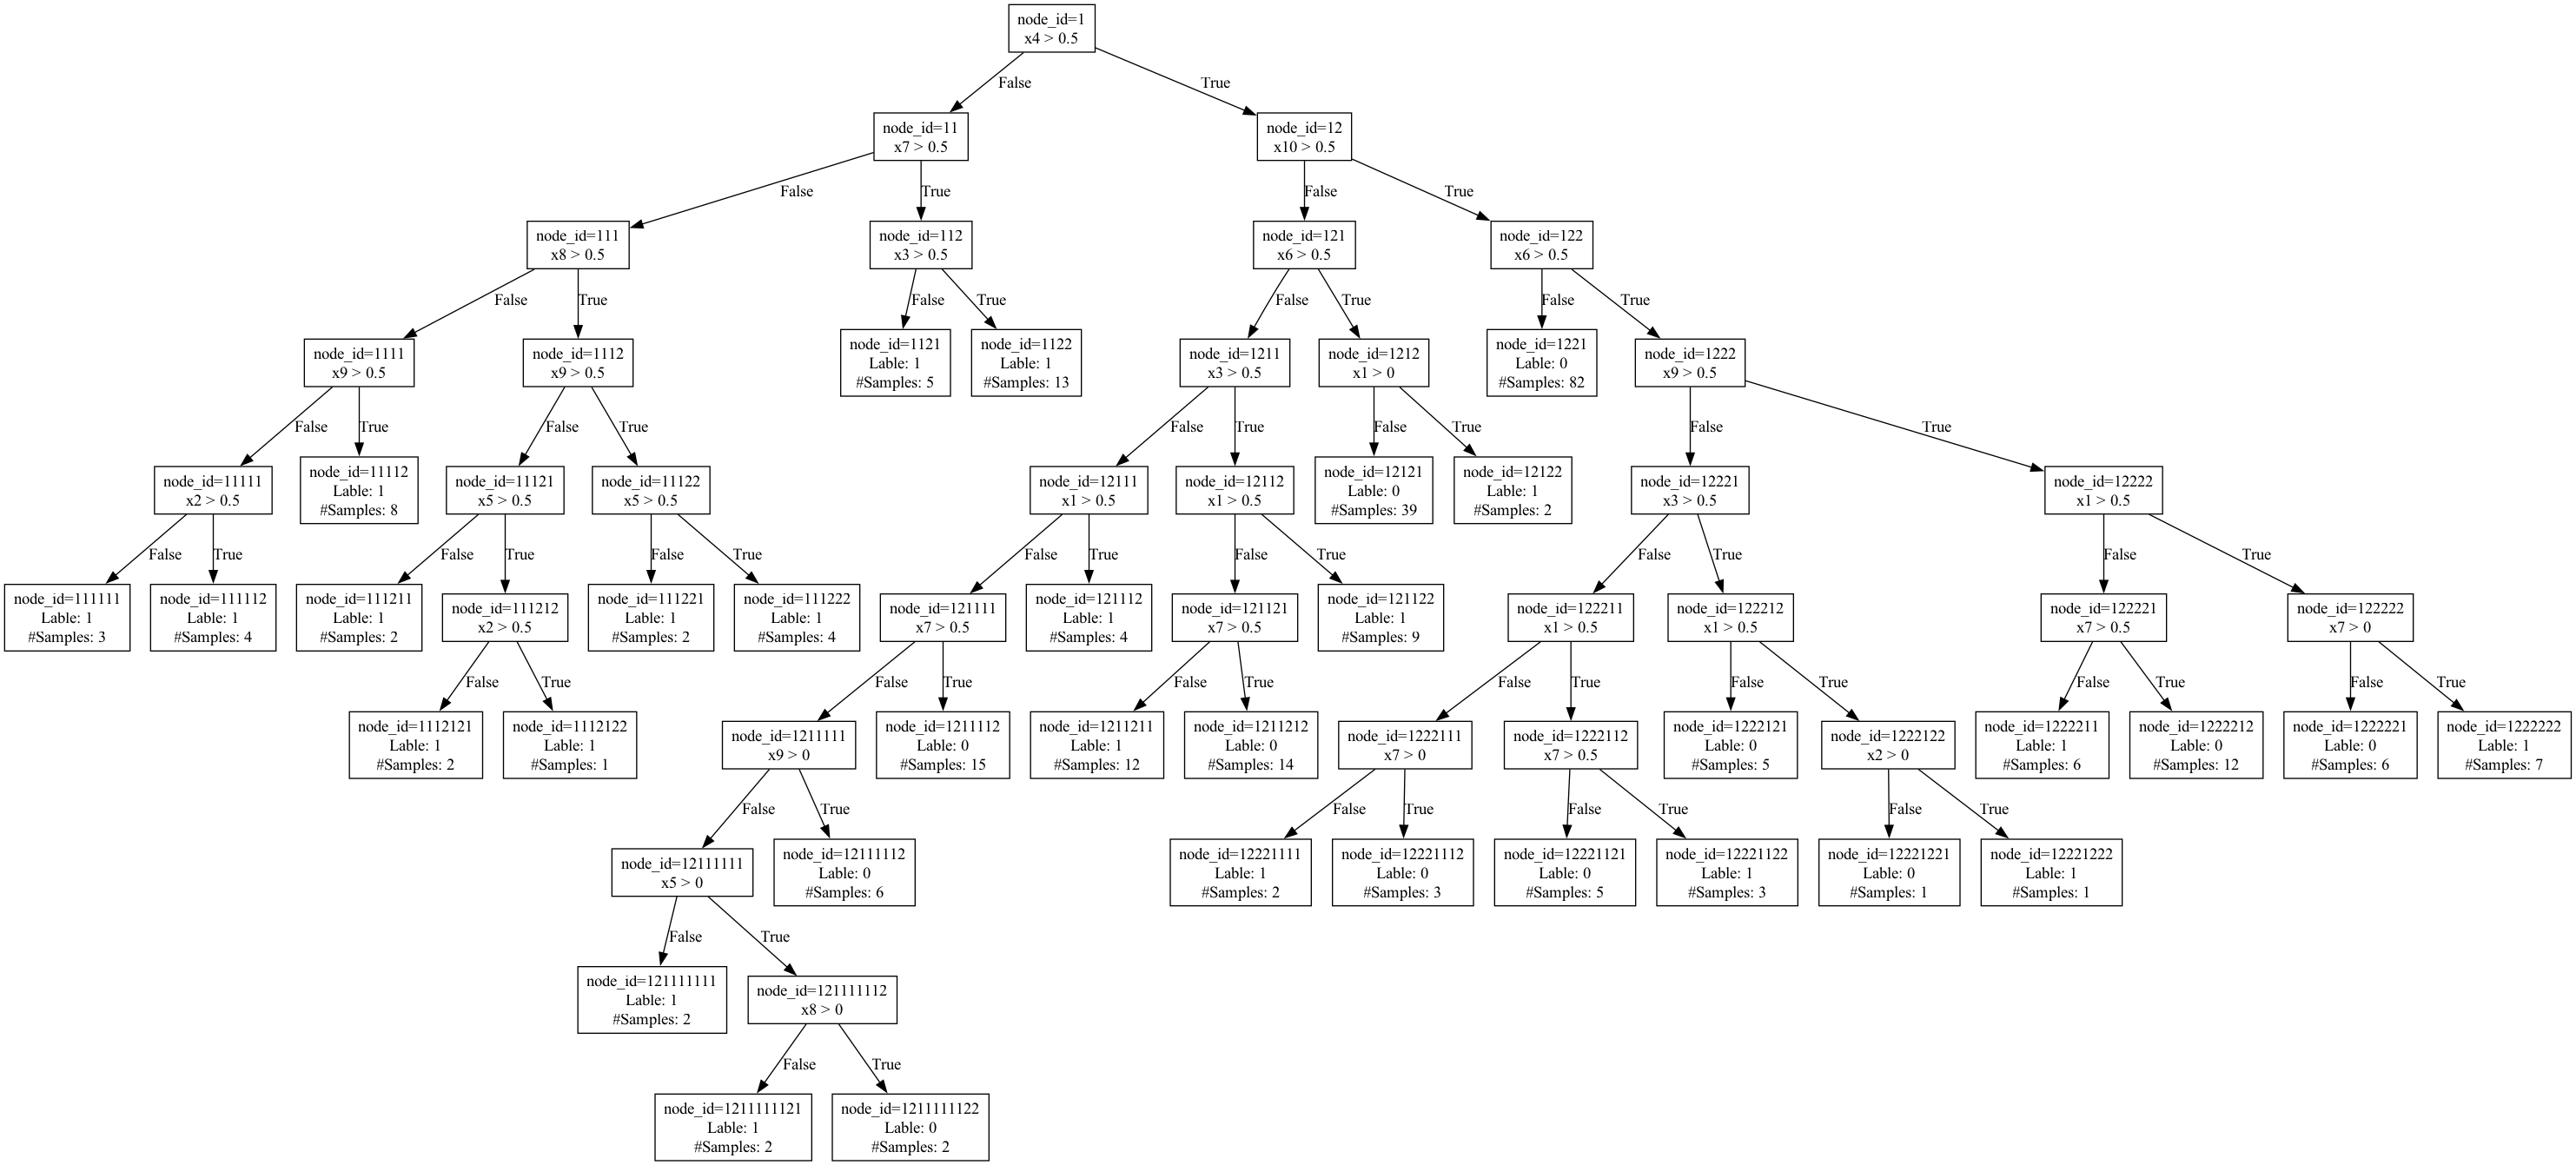 node_id=1
x4 > 0.5
False
True
node_id=11
x7 > 0.5
node_id=12
x10 > 0.5
False
True
False
True
node_id=111
x8 > 0.5
node_id=112
x3 > 0.5
node_id=121
x6 > 0.5
node_id=122
x6 > 0.5
False
True
False
True
False
True
False
True
node_id=1111
x9 > 0.5
node_id=1112
x9 > 0.5
node_id=1121
Lable: 1
#Samples: 5
node_id=1122
Lable: 1
#Samples: 13
node_id=1211
x3 > 0.5
node_id=1212
x1 > 0
node_id=1221
Lable: 0
#Samples: 82
node_id=1222
x9 > 0.5
False
True
False
True
False
True
False
True
False
True
node_id=11111
x2 > 0.5
node_id=11112
Lable: 1
#Samples: 8
node_id=11121
x5 > 0.5
node_id=11122
x5 > 0.5
node_id=12111
x1 > 0.5
node_id=12112
x1 > 0.5
node_id=12121
Lable: 0
#Samples: 39
node_id=12122
Lable: 1
#Samples: 2
node_id=12221
x3 > 0.5
node_id=12222
x1 > 0.5
False
True
False
True
False
True
False
True
False
True
False
True
False
True
node_id=111111
Lable: 1
#Samples: 3
node_id=111112
Lable: 1
#Samples: 4
node_id=111211
Lable: 1
#Samples: 2
node_id=111212
x2 > 0.5
node_id=111221
Lable: 1
#Samples: 2
node_id=111222
Lable: 1
#Samples: 4
node_id=121111
x7 > 0.5
node_id=121112
Lable: 1
#Samples: 4
node_id=121121
x7 > 0.5
node_id=121122
Lable: 1
#Samples: 9
node_id=122211
x1 > 0.5
node_id=122212
x1 > 0.5
node_id=122221
x7 > 0.5
node_id=122222
x7 > 0
False
True
False
True
False
True
False
True
False
True
False
True
False
True
node_id=1112121
Lable: 1
#Samples: 2
node_id=1112122
Lable: 1
#Samples: 1
node_id=1211111
x9 > 0
node_id=1211112
Lable: 0
#Samples: 15
node_id=1211211
Lable: 1
#Samples: 12
node_id=1211212
Lable: 0
#Samples: 14
node_id=1222111
x7 > 0
node_id=1222112
x7 > 0.5
node_id=1222121
Lable: 0
#Samples: 5
node_id=1222122
x2 > 0
node_id=1222211
Lable: 1
#Samples: 6
node_id=1222212
Lable: 0
#Samples: 12
node_id=1222221
Lable: 0
#Samples: 6
node_id=1222222
Lable: 1
#Samples: 7
False
True
False
True
False
True
False
True
node_id=12111111
x5 > 0
node_id=12111112
Lable: 0
#Samples: 6
node_id=12221111
Lable: 1
#Samples: 2
node_id=12221112
Lable: 0
#Samples: 3
node_id=12221121
Lable: 0
#Samples: 5
node_id=12221122
Lable: 1
#Samples: 3
node_id=12221221
Lable: 0
#Samples: 1
node_id=12221222
Lable: 1
#Samples: 1
False
True
node_id=121111111
Lable: 1
#Samples: 2
node_id=121111112
x8 > 0
False
True
node_id=1211111121
Lable: 1
#Samples: 2
node_id=1211111122
Lable: 0
#Samples: 2